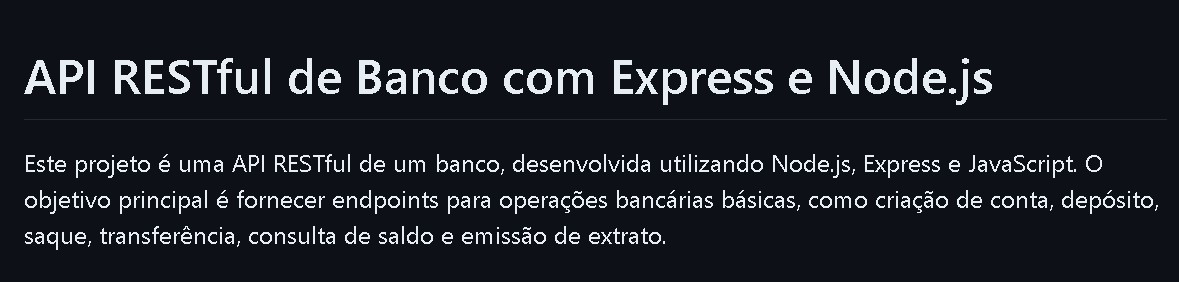 API RESTful de Banco com Express e Node.js
Este projeto é uma API RESTful de um banco, desenvolvida utilizando Node.js, Express e JavaScript. O
objetivo principal é fornecer endpoints para operações bancárias básicas, como criação de conta, depósito,
saque, transferência, consulta de saldo e emissão de extrato.